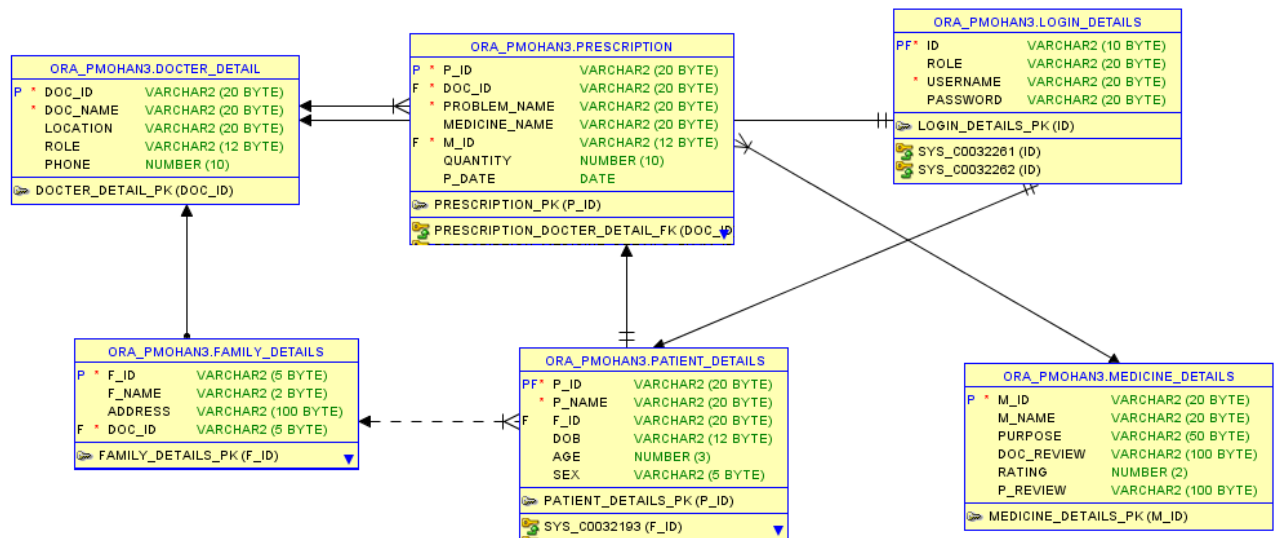 ORA_PMOHAN3.DOCTER_DETAIL
P * DOC_ID VARCHAR2 (20 BYTE)
* DOC_NAME VARCHAR2 (20 BYTE)
LOCATION VARCHAR2 (20 BYTE)
ROLE VARCHAR2 (12 BYTE)
PHONE NUMBER (10)
DOCTER_DETAIL_PK (DOC_ID)
ORA_PMOHAN3.PRESCRIPTION
P * P_ID VARCHAR2 (20 BYTE)
F * DOC_ID VARCHAR2 (20 BYTE)
* PROBLEM_NAME VARCHAR2 (20 BYTE)
MEDICINE_NAME VARCHAR2 (20 BYTE)
F * M_ID VARCHAR2 (12 BYTE)
QUANTITY NUMBER (10)
P_DATE DATE
PRESCRIPTION_PK (P_ID)
PRESCRIPTION_DOCTER_DETAIL_FK (DOC_ID
ORA_PMOHAN3.LOGIN_DETAILS
PF* ID VARCHAR2 (10 BYTE)
ROLE VARCHAR2 (20 BYTE)
* USERNAME VARCHAR2 (20 BYTE)
PASSWORD VARCHAR2 (20 BYTE)
LOGIN_DETAILS_PK (ID)
SYS_C0032261 (ID)
SYS_C0032262 (ID)
ORA_PMOHAN3.FAMILY_DETAILS
P * F_ID VARCHAR2 (5 BYTE)
F_NAME VARCHAR2 (2 BYTE)
ADDRESS VARCHAR2 (100 BYTE)
F * DOC_ID VARCHAR2 (5 BYTE)
FAMILY_DETAILS_PK (F_ID)
ORA_PMOHAN3.PATIENT_DETAILS
PF* P_ID VARCHAR2 (20 BYTE)
* P_NAME VARCHAR2 (20 BYTE)
F F_ID VARCHAR2 (20 BYTE)
DOB VARCHAR2 (12 BYTE)
AGE NUMBER (3)
SEX VARCHAR2 (5 BYTE)
PATIENT_DETAILS_PK (P_ID)
SYS_C0032193 (F_ID)
ORA_PMOHAN3.MEDICINE_DETAILS
P * M_ID VARCHAR2 (20 BYTE)
M_NAME VARCHAR2 (20 BYTE)
PURPOSE VARCHAR2 (50 BYTE)
DOC_REVIEW VARCHAR2 (100 BYTE)
RATING NUMBER (2)
P_REVIEW VARCHAR2 (100 BYTE)
MEDICINE_DETAILS_PK (M_ID)